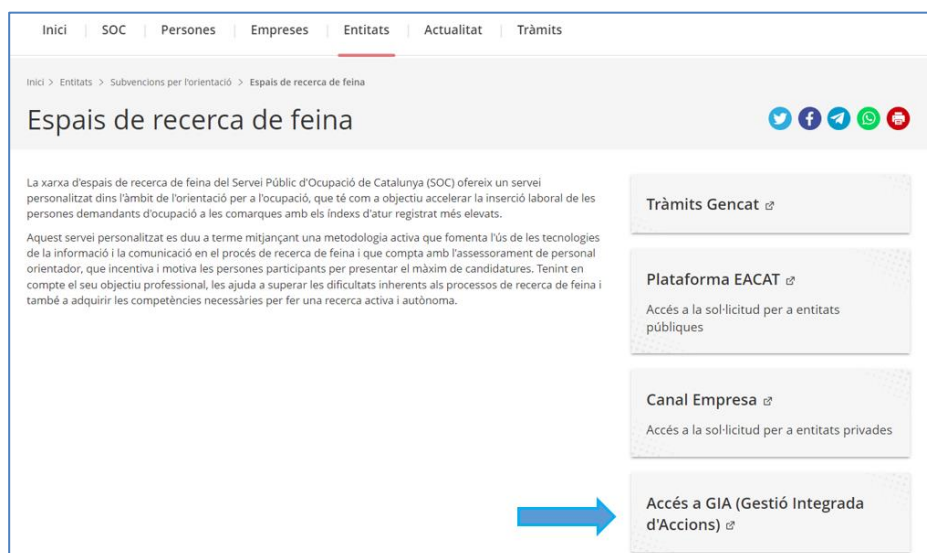 Inici | SOC | Persones | Empreses | Entitats | Actualitat | Tràmits
Inici > Entitats > Subvencions per l'orientació > Espais de recerca de feina
Espais de recerca de feina
La xarxa d'espais de recerca de feina del Servei Públic d'Ocupació de Catalunya (SOC) ofereix un servei
personalitzat dins l'àmbit de l'orientació per a l'ocupació, que té com a objectiu accelerar la inserció laboral de les
persones demandants d'ocupació a les comarques amb els índexs d'atur registrat més elevats.
Aquest servei personalitzat es duu a terme mitjançant una metodologia activa que fomenta l'ús de les tecnologies
de la informació i la comunicació en el procés de recerca de feina i que compta amb l'assessorament de personal
orientador, que incentiva i motiva les persones participants per presentar el màxim de candidatures. Tenint en
compte el seu objectiu professional, les ajuda a superar les dificultats inherents als processos de recerca de feina i
també a adquirir les competències necessàries per fer una recerca activa i autònoma.
Tràmits Gencat
Plataforma EACAT
Accés a la sol·licitud per a entitats
públiques
Canal Empresa
Accés a la sol·licitud per a entitats privades
Accés a GIA (Gestió Integrada
d'Accions)